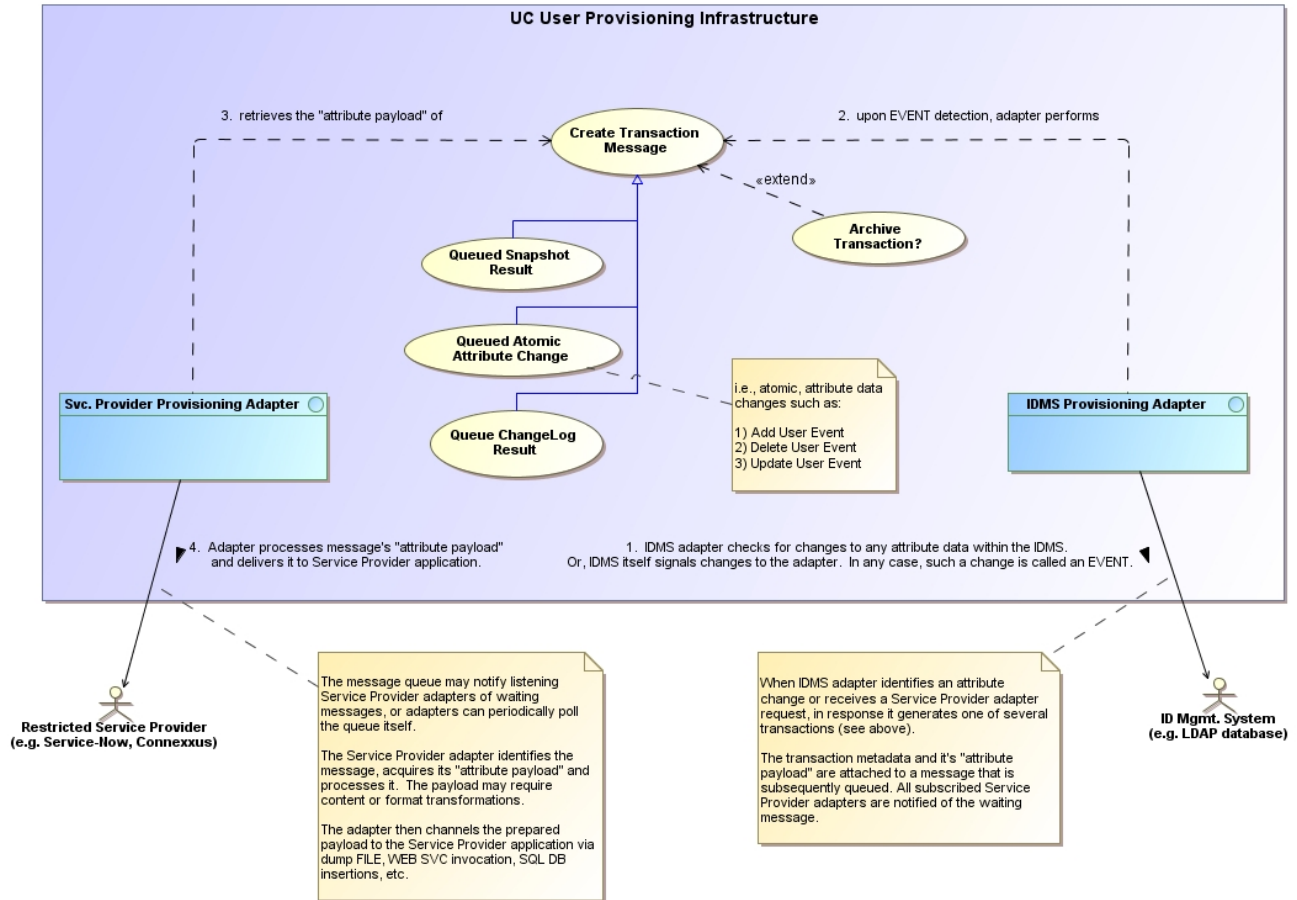 UC User Provisioning Infrastructure
3. retrieves the "attribute payload" of
2. upon EVENT detection, adapter performs
Create Transaction
Message
«extend»
Archive
Transaction?
Queued Snapshot
Result
Queued Atomic
Attribute Change
Queue ChangeLog
Result
i.e., atomic, attribute data
changes such as:
1) Add User Event
2) Delete User Event
3) Update User Event
Svc. Provider Provisioning Adapter
IDMS Provisioning Adapter
4. Adapter processes message's "attribute payload"
and delivers it to Service Provider application.
1. IDMS adapter checks for changes to any attribute data within the IDMS.
Or, IDMS itself signals changes to the adapter. In any case, such a change is called an EVENT.
Restricted Service Provider
(e.g. Service-Now, Connexxus)
The message queue may notify listening
Service Provider adapters of waiting
messages, or adapters can periodically poll
the queue itself.
The Service Provider adapter identifies the
message, acquires its "attribute payload" and
processes it. The payload may require
content or format transformations.
The adapter then channels the prepared
payload to the Service Provider application via
dump FILE, WEB SVC invocation, SQL DB
insertions, etc.
When IDMS adapter identifies an attribute
change or receives a Service Provider adapter
request, in response it generates one of several
transactions (see above).
The transaction metadata and it's "attribute
payload" are attached to a message that is
subsequently queued. All subscribed Service
Provider adapters are notified of the waiting
message.
ID Mgmt. System
(e.g. LDAP database)